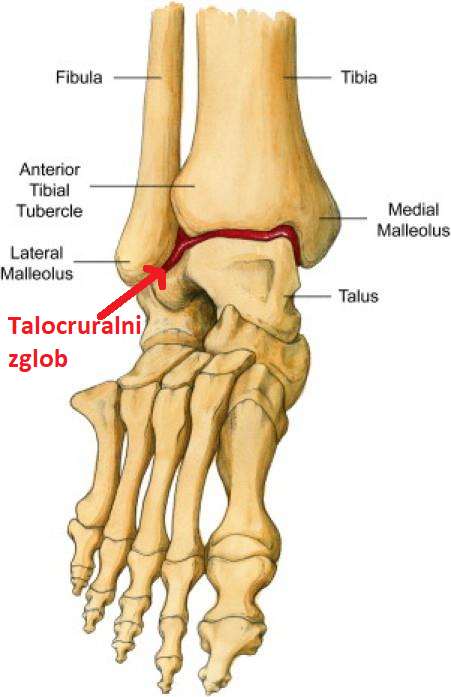 Fibula
Tibia
Anterior
Tibial
Tubercle
Medial
Malleolus
Lateral
Malleolus
Talus
Talocruralni
zglob